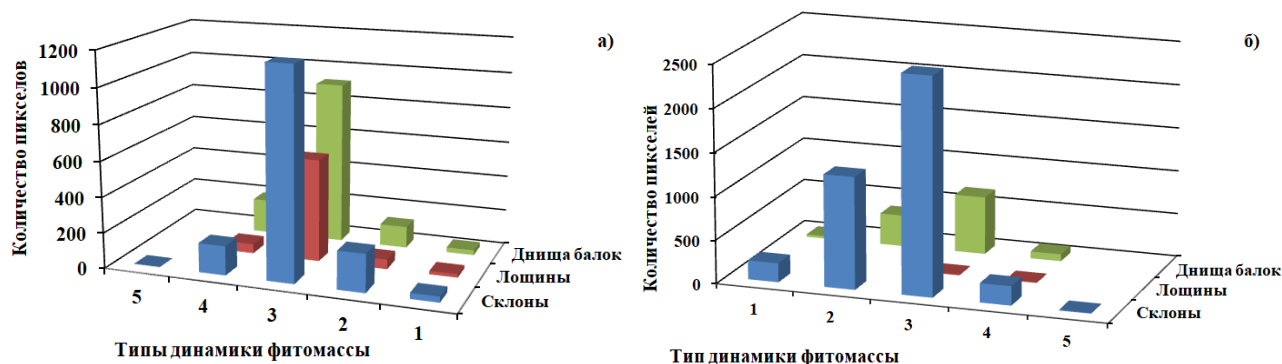 а)
Количество пикселов
1200
1000
800
600
400
200
0
5
4
3
2
1
Днища балок
Лощины
Склоны
Типы динамики фитомассы
б)
Количество пикселей
2500
2000
1500
1000
500
0
1
2
3
4
5
Днища балок
Лощины
Склоны
Тип динамики фитомассы